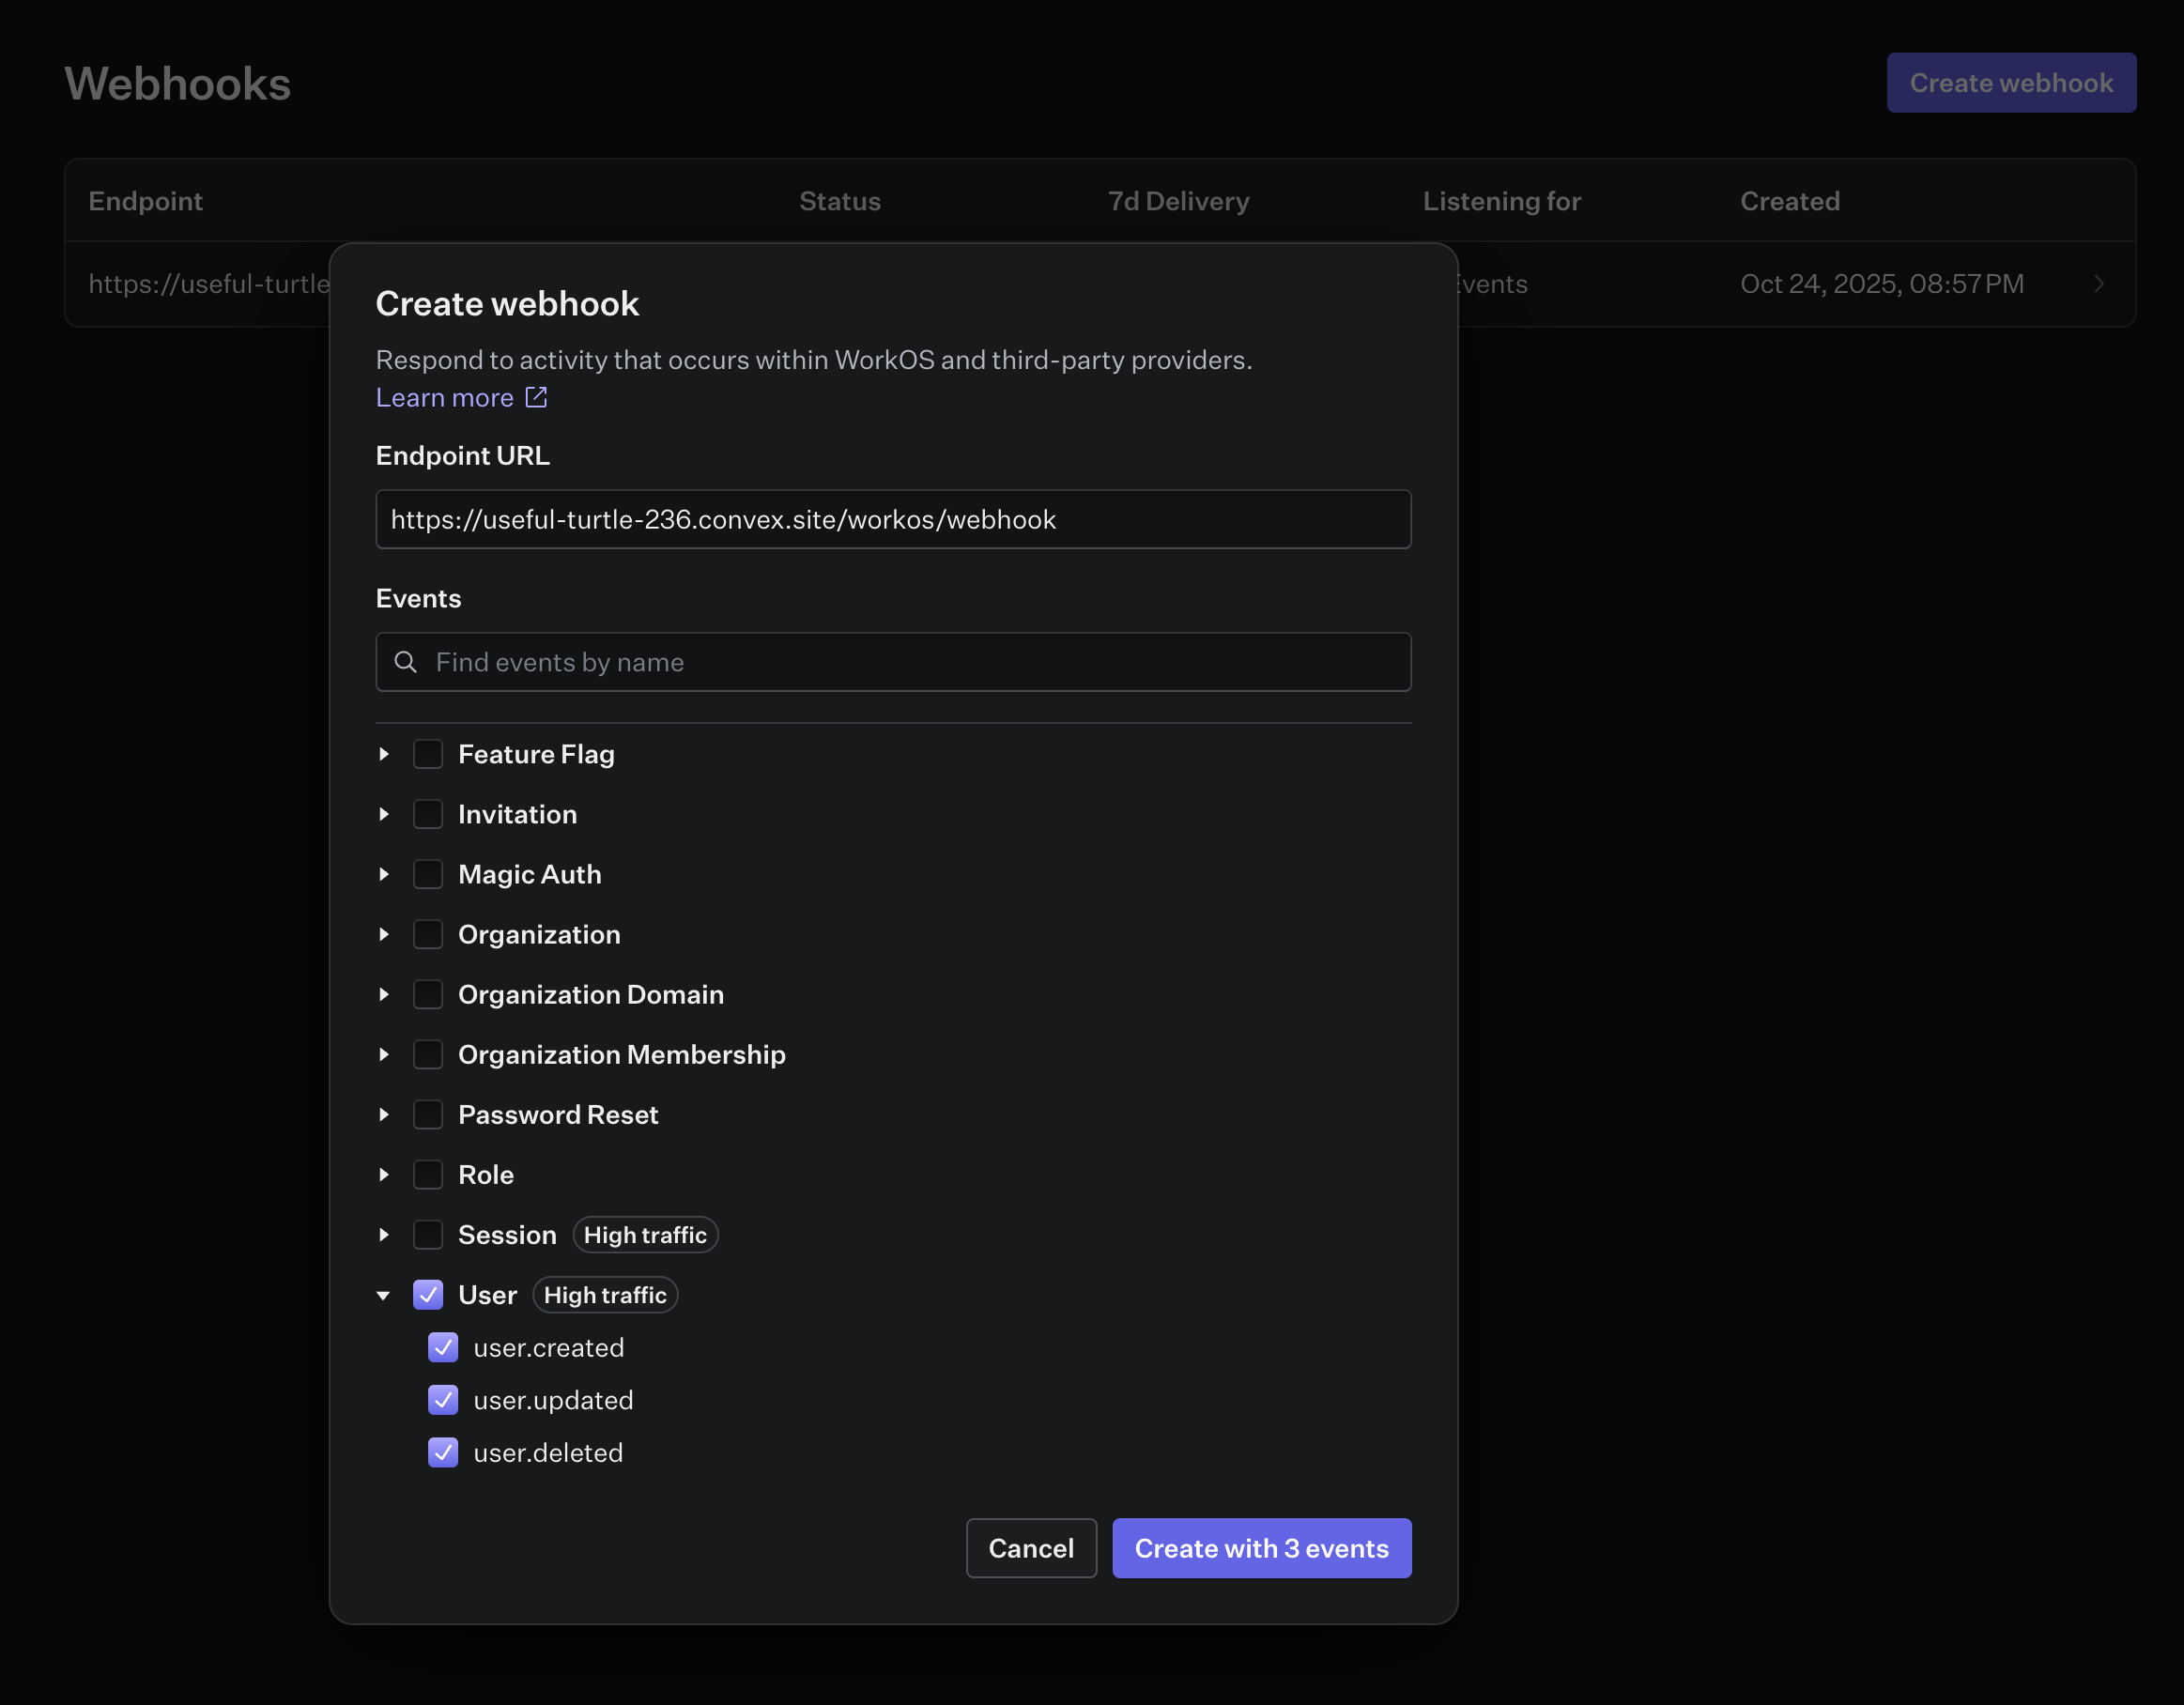 Webhooks
Create webhook
Endpoint
Status
7d Delivery
Listening for
Created
https://useful-turtle
Events
Oct 24, 2025, 08:57 PM
Create webhook
Respond to activity that occurs within WorkOS and third-party providers.
Learn more
Endpoint URL
https://useful-turtle-236.convex.site/workos/webhook
Events
Find events by name
Feature Flag
Invitation
Magic Auth
Organization
Organization Domain
Organization Membership
Password Reset
Role
Session High traffic
User High traffic
user.created
user.updated
user.deleted
Cancel
Create with 3 events